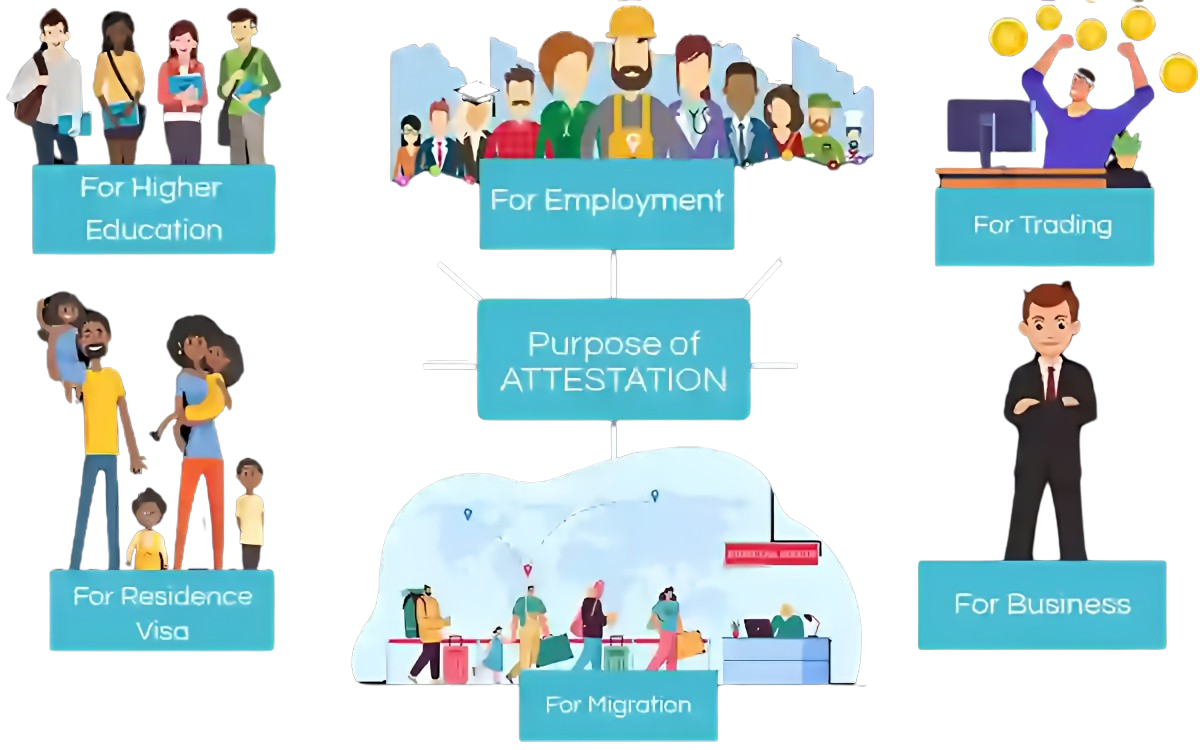 For Higher
Education
For Employment
For Trading
Purpose of
ATTESTATION
For Residence
Visa
For Migration
For Business